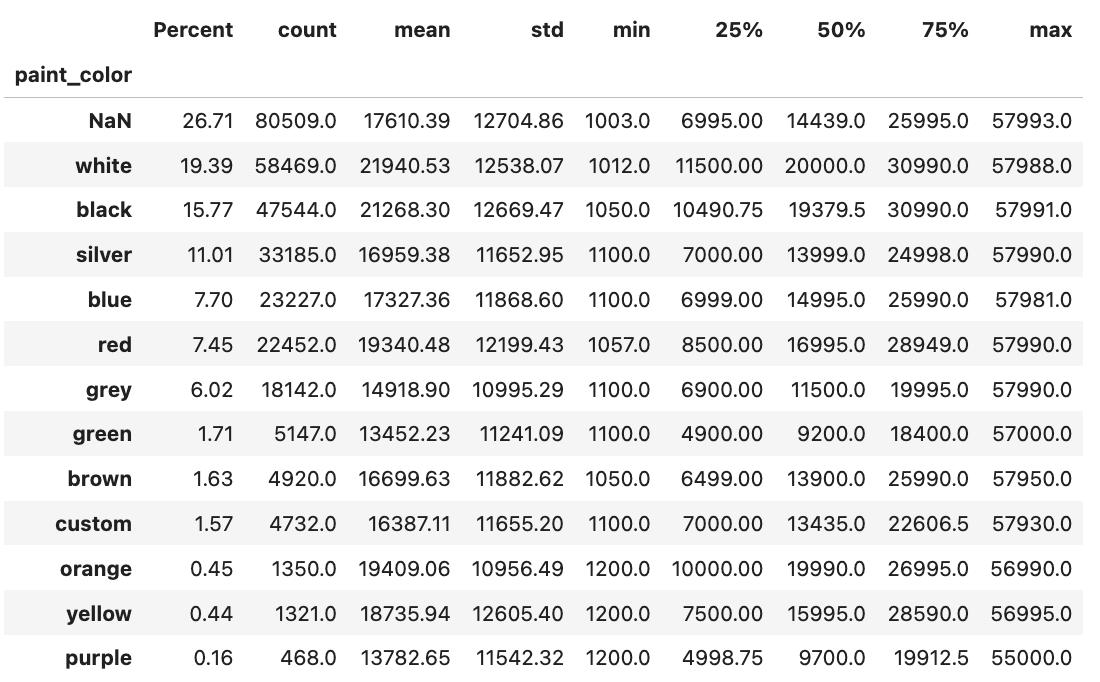 Percent count mean std min 25% 50% 75% max
paint_color
NaN 26.71 80509.0 17610.39 12704.86 1003.0 6995.00 14439.0 25995.0 57993.0
white 19.39 58469.0 21940.53 12538.07 1012.0 11500.00 20000.0 30990.0 57988.0
black 15.77 47544.0 21268.30 12669.47 1050.0 10490.75 19379.5 30990.0 57991.0
silver 11.01 33185.0 16959.38 11652.95 1100.0 7000.00 13999.0 24998.0 57990.0
blue 7.70 23227.0 17327.36 11868.60 1100.0 6999.00 14995.0 25990.0 57981.0
red 7.45 22452.0 19340.48 12199.43 1057.0 8500.00 16995.0 28949.0 57990.0
grey 6.02 18142.0 14918.90 10995.29 1100.0 6900.00 11500.0 19995.0 57990.0
green 1.71 5147.0 13452.23 11241.09 1100.0 4900.00 9200.0 18400.0 57000.0
brown 1.63 4920.0 16699.63 11882.62 1050.0 6499.00 13900.0 25990.0 57950.0
custom 1.57 4732.0 16387.11 11655.20 1100.0 7000.00 13435.0 22606.5 57930.0
orange 0.45 1350.0 19409.06 10956.49 1200.0 10000.00 19990.0 26995.0 56990.0
yellow 0.44 1321.0 18735.94 12605.40 1200.0 7500.00 15995.0 28590.0 56995.0
purple 0.16 468.0 13782.65 11542.32 1200.0 4998.75 9700.0 19912.5 55000.0